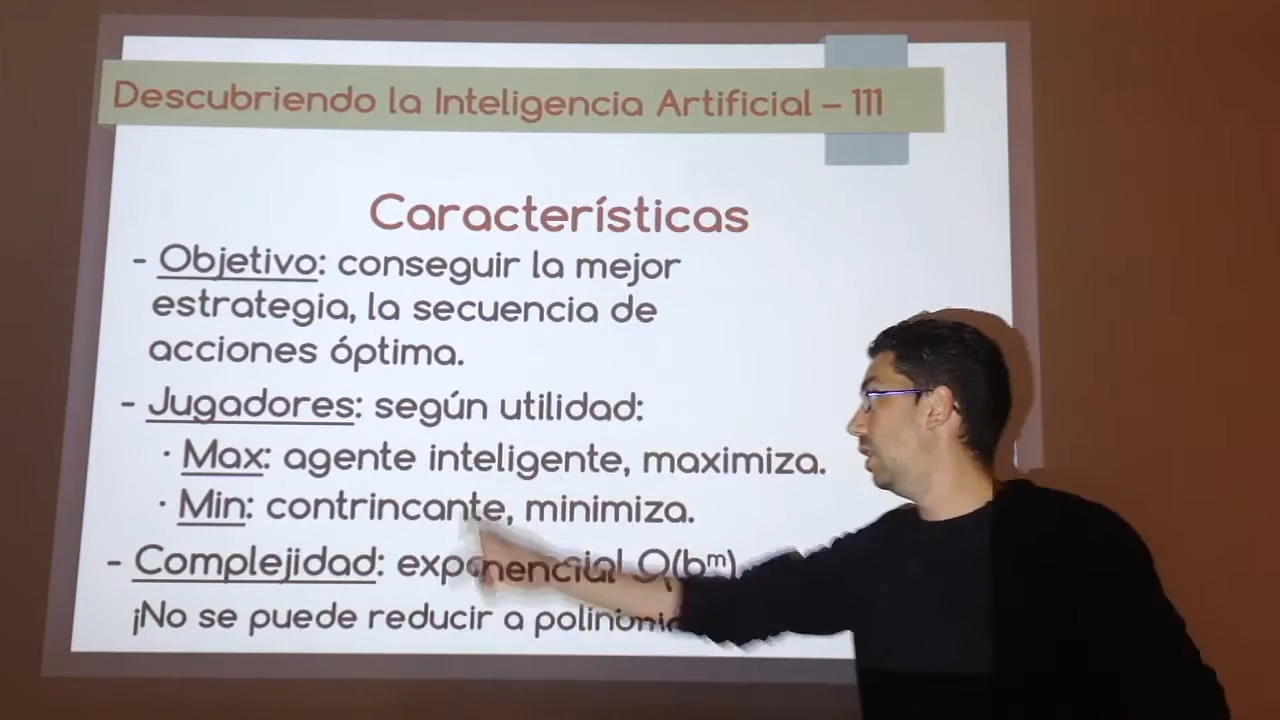 Descubriendo la Inteligencia Artificial – 111
Características
- Objetivo: conseguir la mejor
estrategia, la secuencia de
acciones óptima.
- Jugadores: según utilidad:
· Max: agente inteligente, maximiza.
· Min: contrincante, minimiza.
- Complejidad: exponencial O(bᵐ)
¡No se puede reducir a